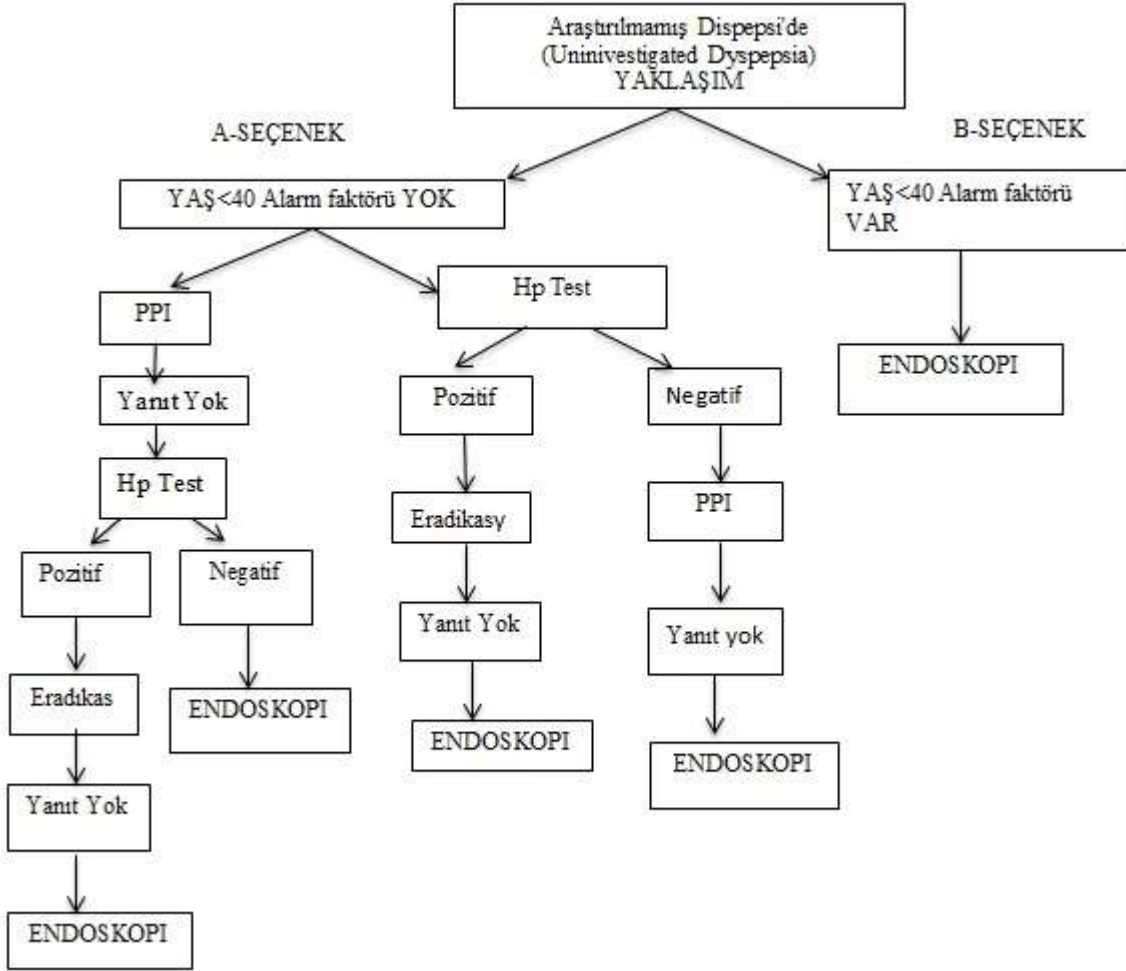 Araştırılmamış Dispepsi'de
(Uninivestigated Dyspepsia)
YAKLAŞIM
A-SEÇENEK
B-SEÇENEK
YAŞ<40 Alarm faktörü YOK
YAŞ<40 Alarm faktörü
VAR
PPI
Hp Test
ENDOSKOPI
Yanıt Yok
Pozitif
Negatif
Hp Test
Eradikasy
PPI
Pozitif
Negatif
Yanıt Yok
Yanıt yok
Eradıkas
ENDOSKOPI
ENDOSKOPI
ENDOSKOPI
Yanıt Yok
ENDOSKOPI